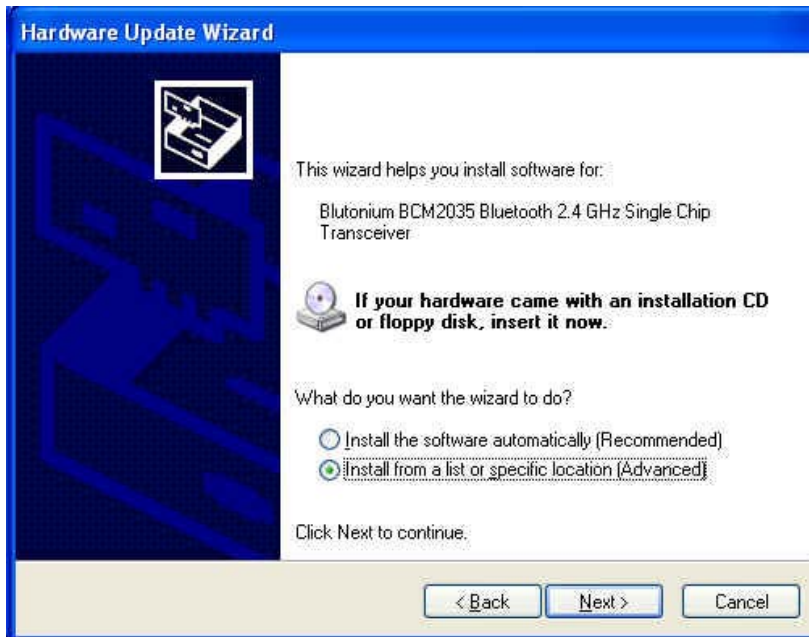 Hardware Update Wizard
This wizard helps you install software for:
Blutonium BCM2035 Bluetooth 2.4 GHz Single Chip
Transceiver
If your hardware came with an installation CD
or floppy disk, insert it now.
What do you want the wizard to do?
Install the software automatically (Recommended)
Install from a list or specific location (Advanced)
Click Next to continue.
< Back Next > Cancel